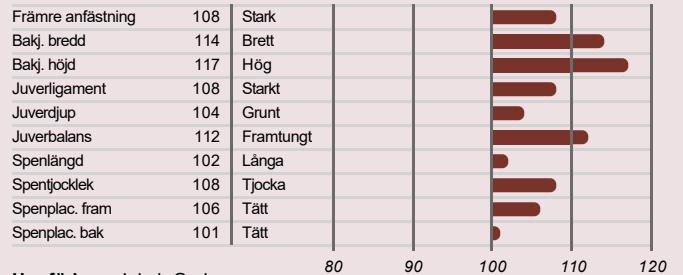 Främre anfästning 108 Stark
Bakj. bredd 114 Brett
Bakj. höjd 117 Hög
Juverligament 108 Starkt
Juverdjup 104 Grunt
Juverbalans 112 Framtungt
Spenlängd 102 Långa
Spentjocklek 108 Tjocka
Spenplac. fram 106 Tätt
Spenplac. bak 101 Tätt
80 90 100 110 120